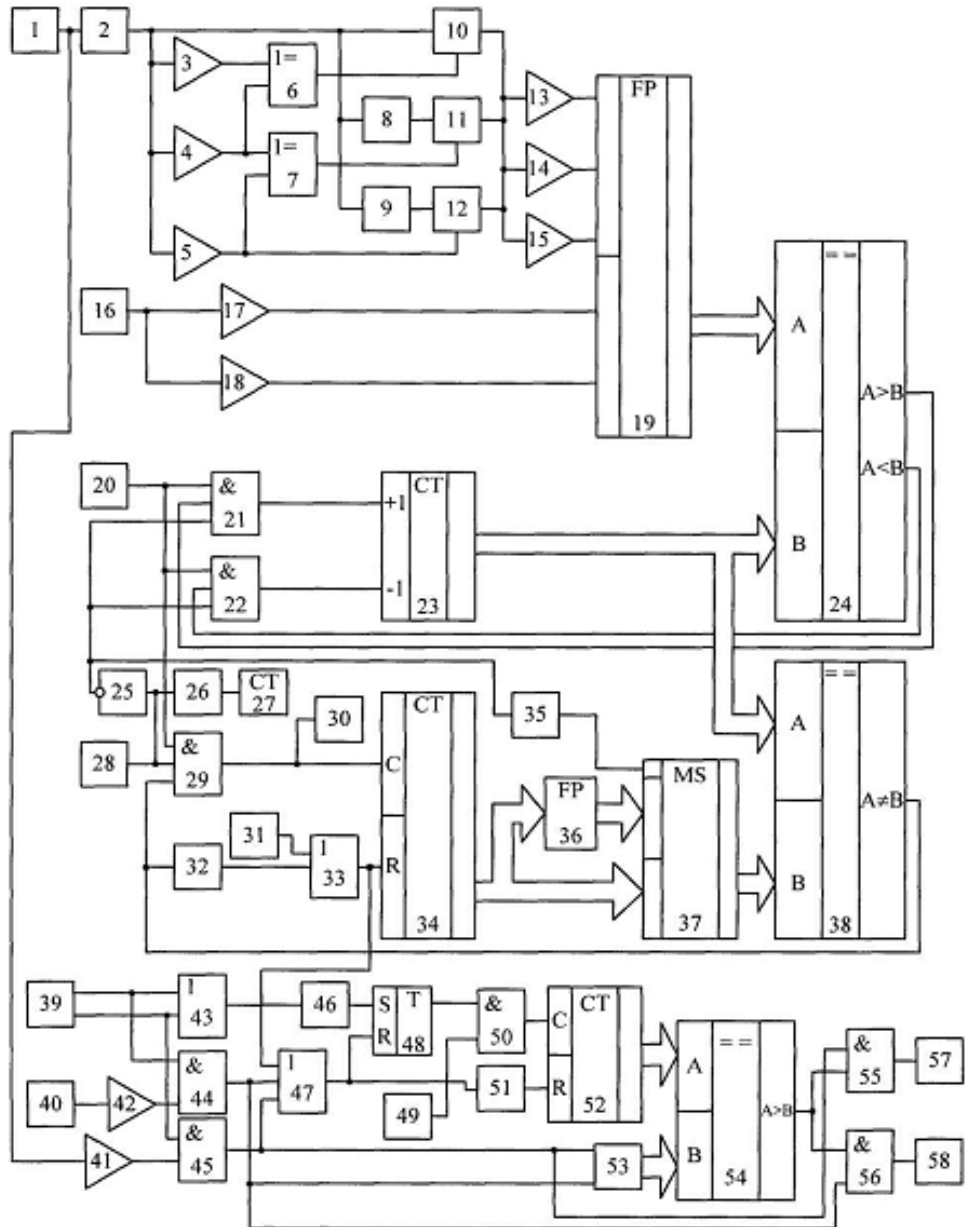 1 2 10
3 1= 6
13 FP
8 11
4 1= 7
14
9 12
5 15
== 
16 17 A
18 A>B
19
A<B
20 & 21 +1 CT
B
& 22 -1 23 24
25 26 CT 27 CT 35 ==
30 A
28 & 29 C MS
FP 36 A≠B
31 1 33
32 R B
34 37 38
39 1 43 46 S T & 50 CT
R 48 C ==
40 42 & 44 1 47 51 R 52 A & 55 57
49 A>B
41 & 45 53 B 54 & 56 58